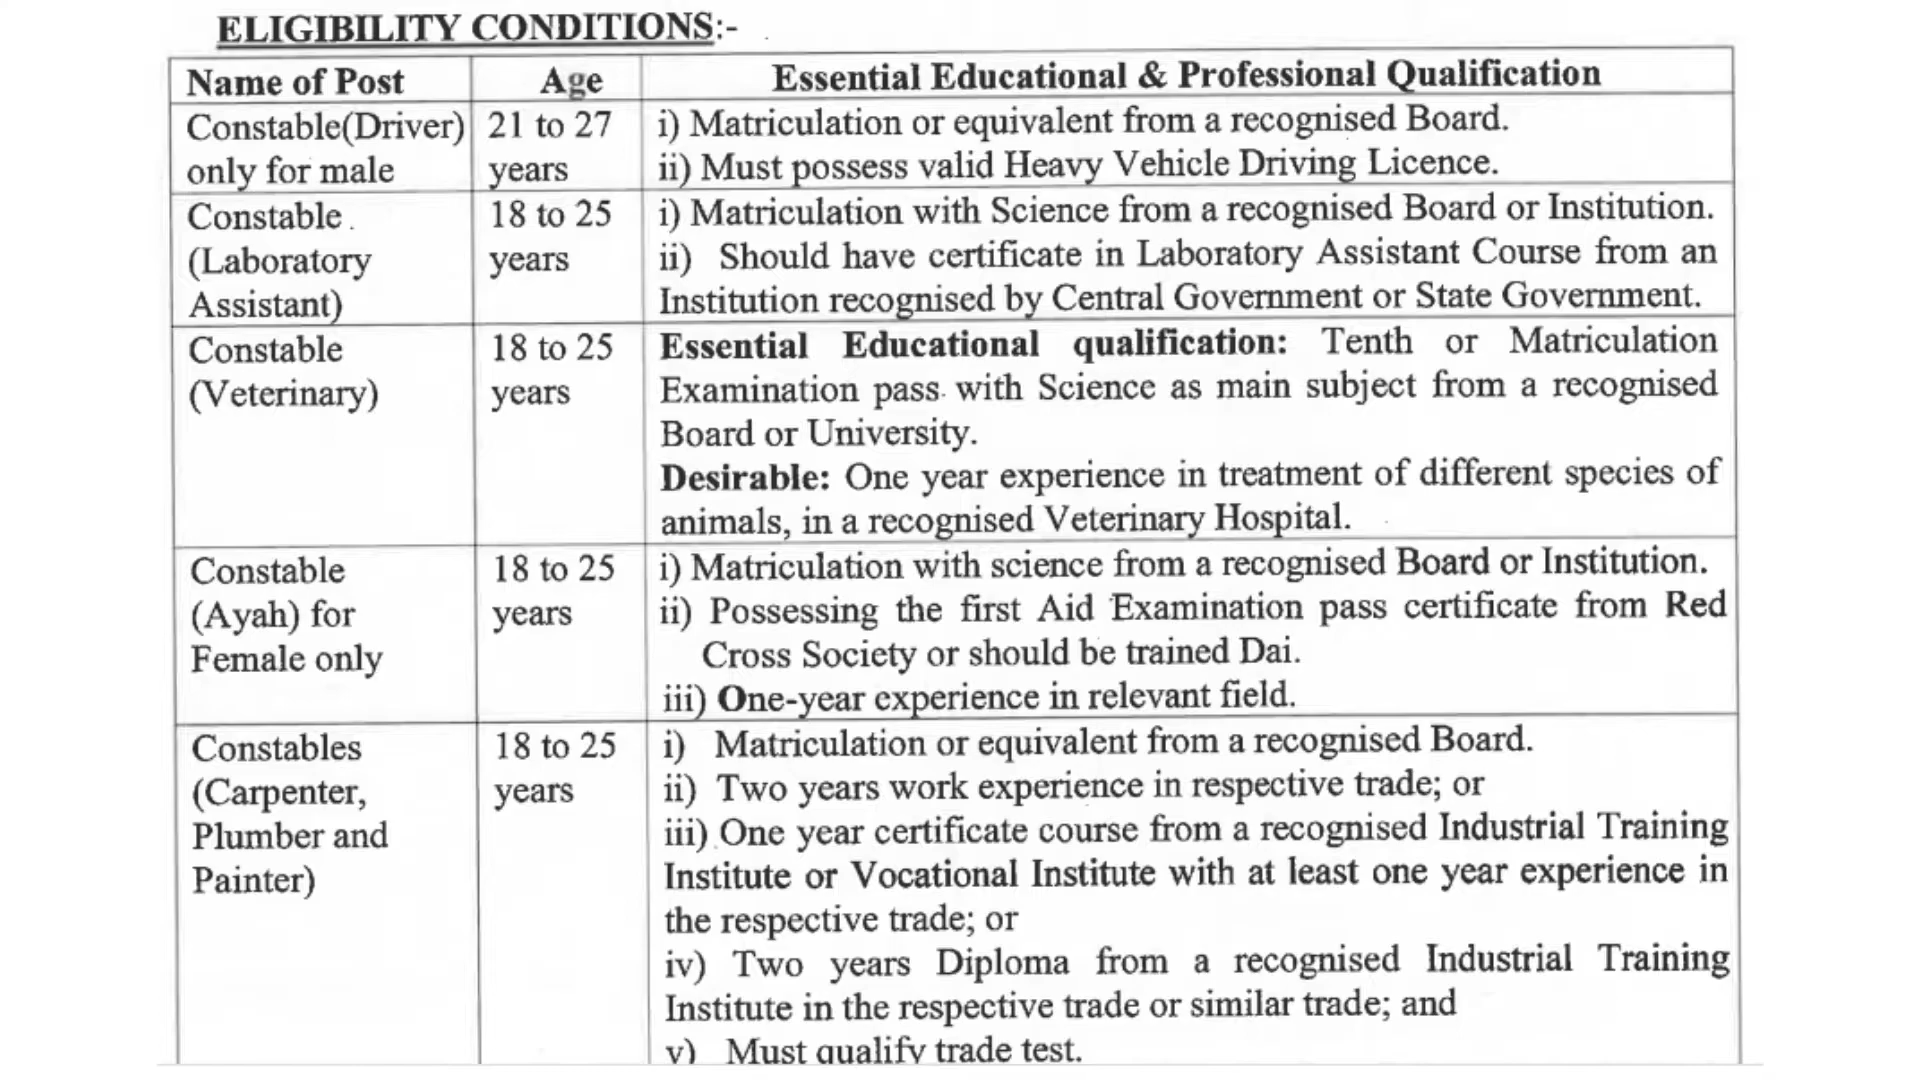 ELIGIBILITY CONDITIONS:-
Name of Post Age Essential Educational & Professional Qualification
Constable(Driver) 21 to 27 i) Matriculation or equivalent from a recognised Board.
only for male years ii) Must possess valid Heavy Vehicle Driving Licence.
Constable 18 to 25 i) Matriculation with Science from a recognised Board or Institution.
(Laboratory years ii) Should have certificate in Laboratory Assistant Course from an
Assistant) Institution recognised by Central Government or State Government.
Constable 18 to 25 Essential Educational qualification: Tenth or Matriculation
(Veterinary) years Examination pass with Science as main subject from a recognised
Board or University.
Desirable: One year experience in treatment of different species of
animals, in a recognised Veterinary Hospital.
Constable 18 to 25 i) Matriculation with science from a recognised Board or Institution.
(Ayah) for years ii) Possessing the first Aid Examination pass certificate from Red
Female only Cross Society or should be trained Dai.
iii) One-year experience in relevant field.
Constables 18 to 25 i) Matriculation or equivalent from a recognised Board.
(Carpenter, years ii) Two years work experience in respective trade; or
Plumber and iii) One year certificate course from a recognised Industrial Training
Painter) Institute or Vocational Institute with at least one year experience in
the respective trade; or
iv) Two years Diploma from a recognised Industrial Training
Institute in the respective trade or similar trade; and
v) Must qualify trade test.